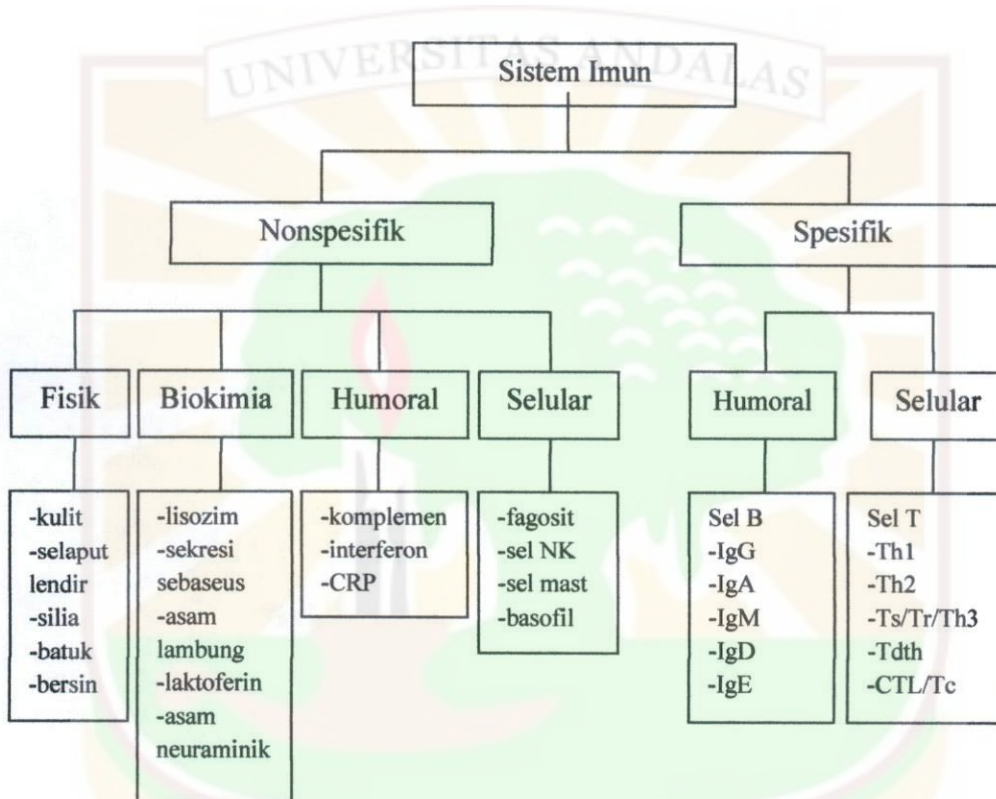 UNIVERSITAS ANDALAS
Sistem Imun
Nonspesifik
Spesifik
Fisik
Biokimia
Humoral
Selular
Humoral
Selular
-kulit
-selaput
lendir
-silia
-batuk
-bersin
-lisozim
-sekresi
sebaseus
-asam
lambung
-laktoferin
-asam
neuraminik
-komplemen
-interferon
-CRP
-fagosit
-sel NK
-sel mast
-basofil
Sel B
-IgG
-IgA
-IgM
-IgD
-IgE
Sel T
-Th1
-Th2
-Ts/Tr/Th3
-Tdth
-CTL/Tc